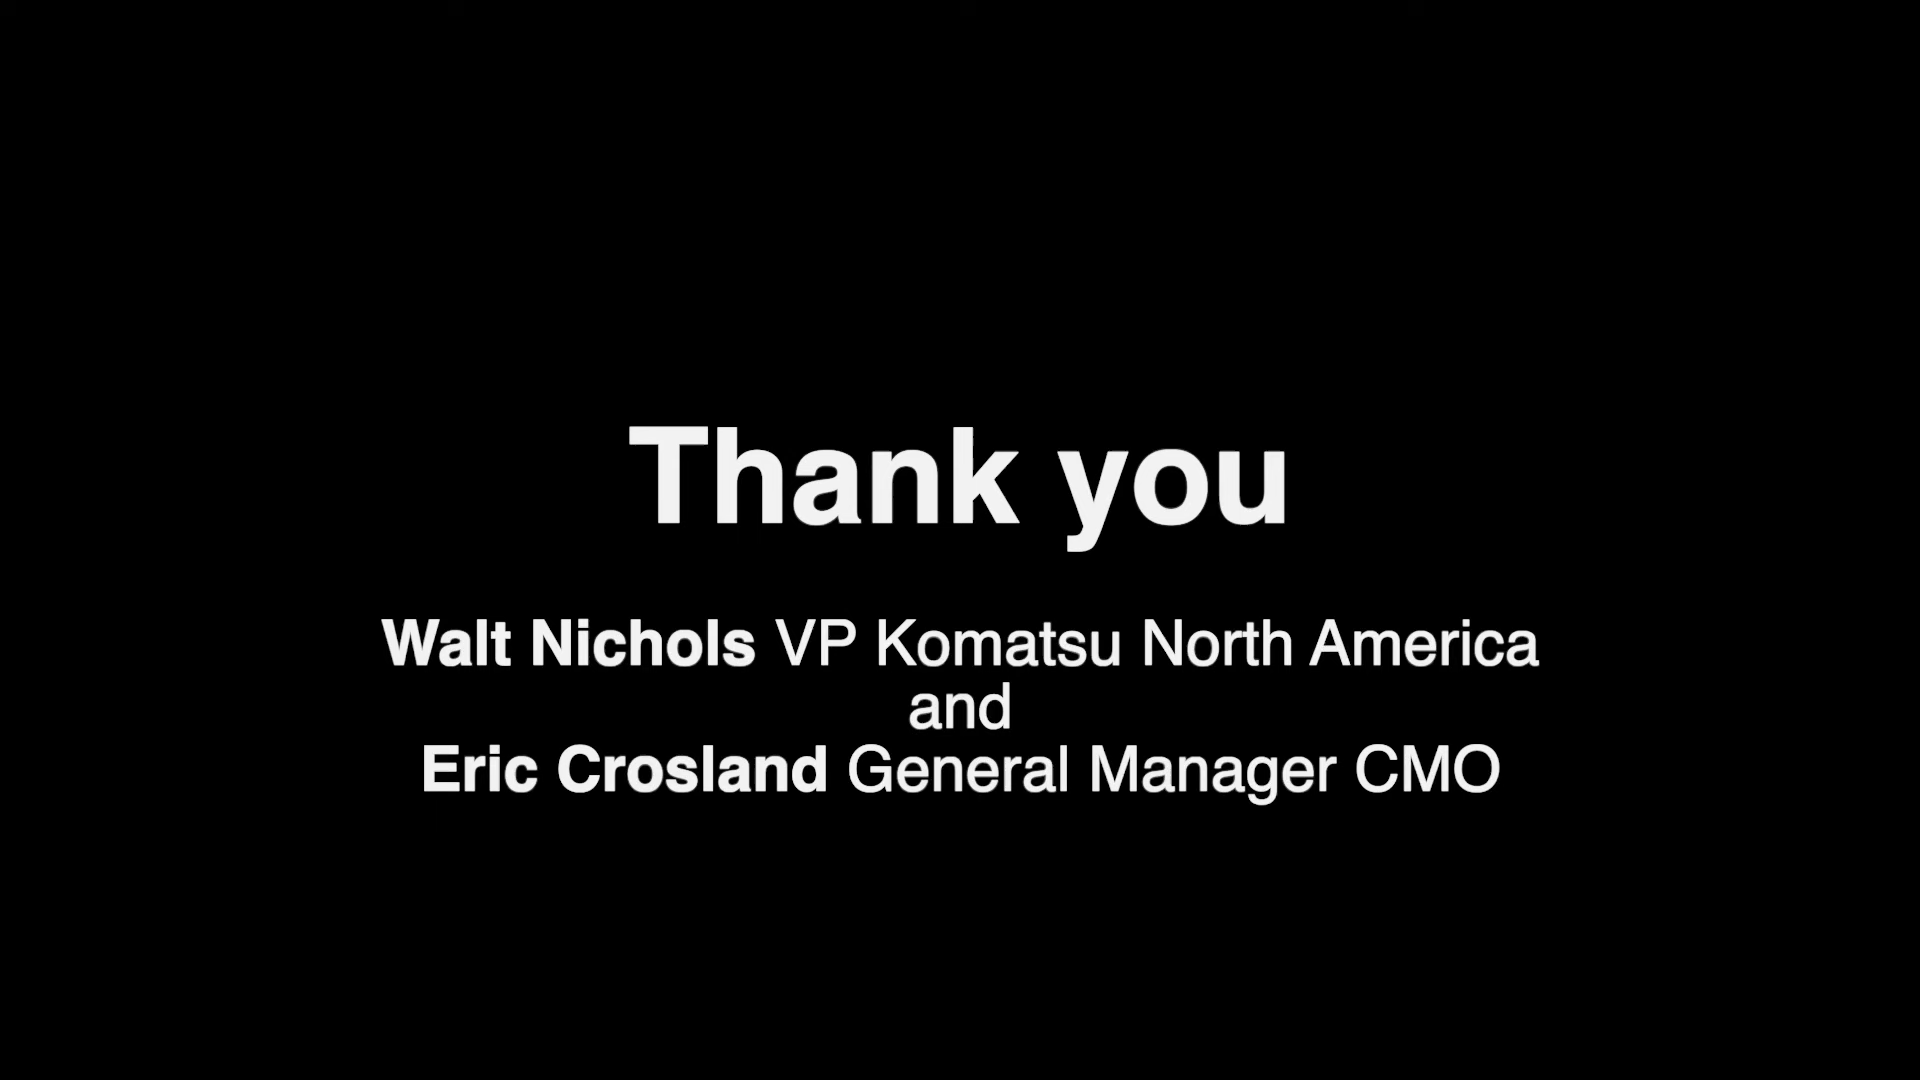 Thank you
Walt Nichols VP Komatsu North America
and
Eric Crosland General Manager CMO